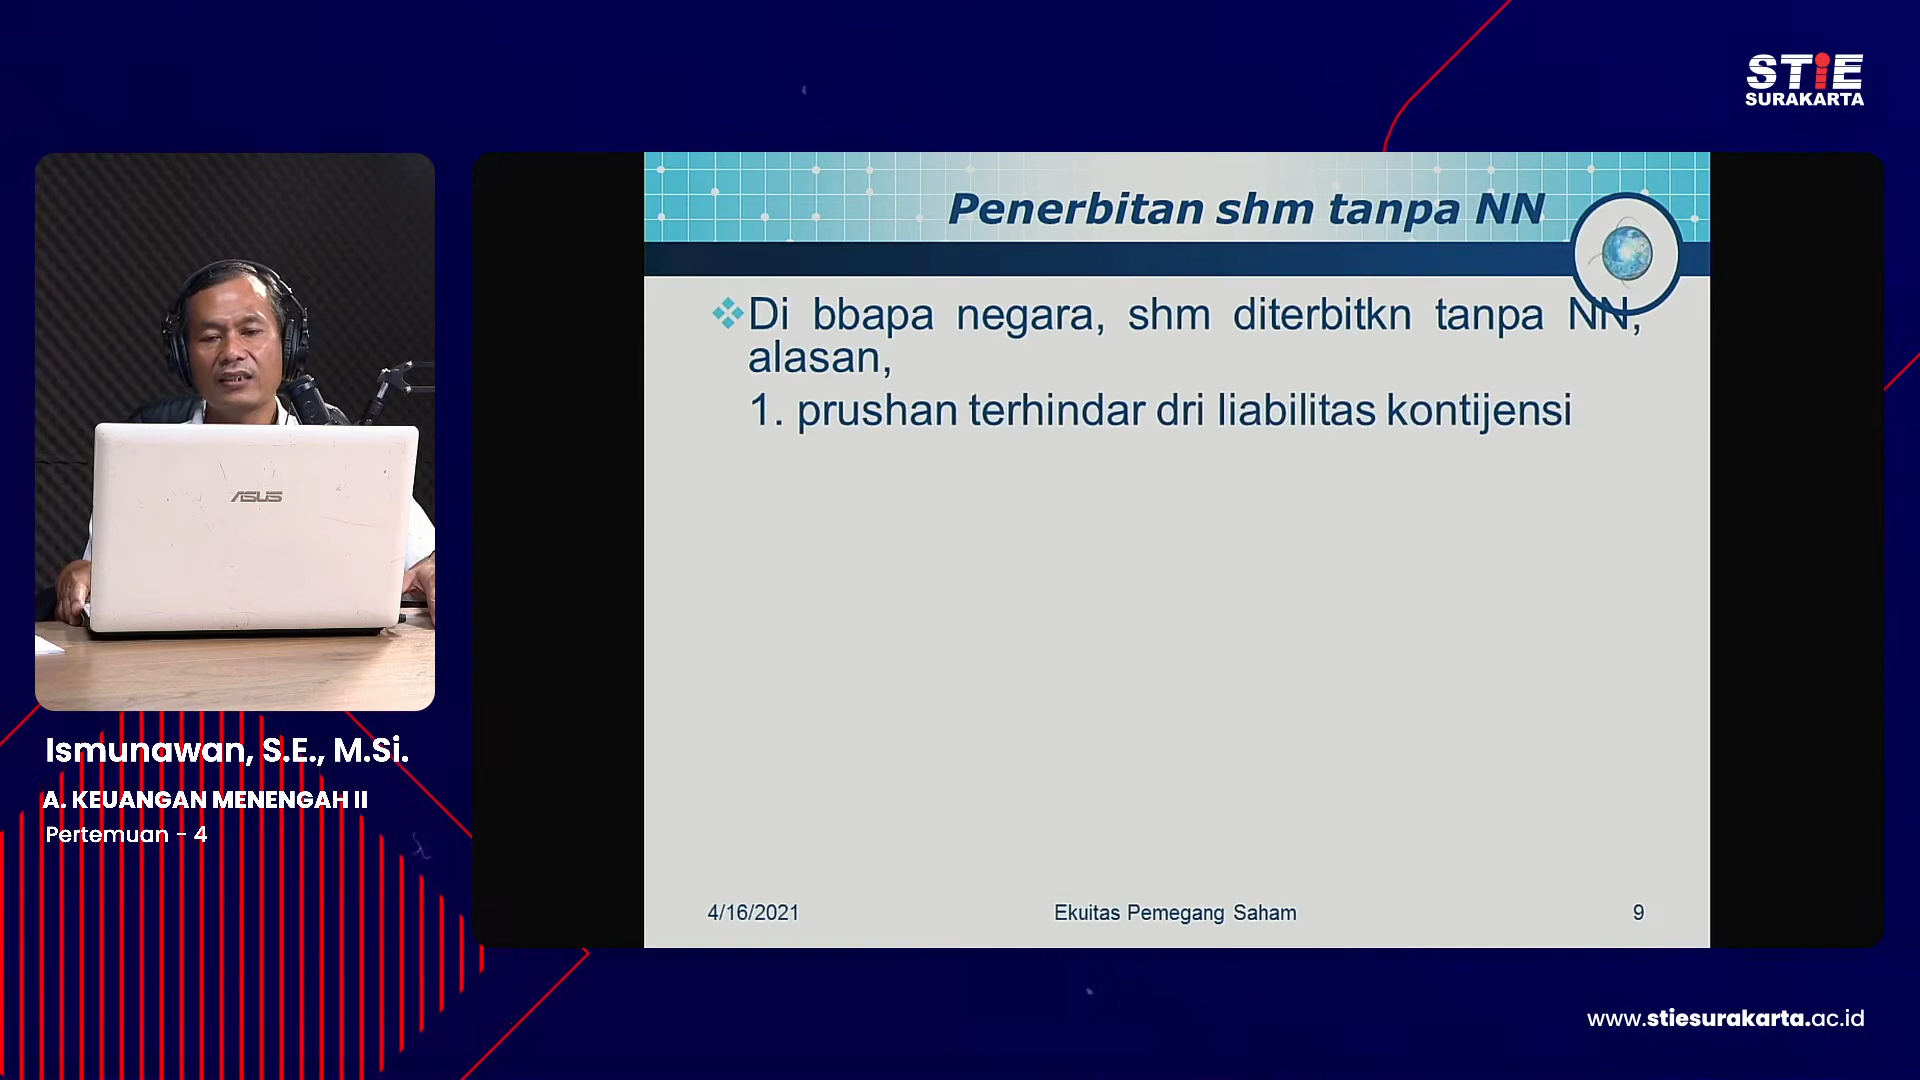 STiE
SURAKARTA
Penerbitan shm tanpa NN
Di bbapa negara, shm diterbitkn tanpa NN,
alasan,
1. prushan terhindar dri liabilitas kontijensi
4/16/2021
Ekuitas Pemegang Saham
9
ASUS
Ismunawan, S.E., M.Si.
A. KEUANGAN MENENGAH II
Pertemuan - 4
www.stiesurakarta.ac.id